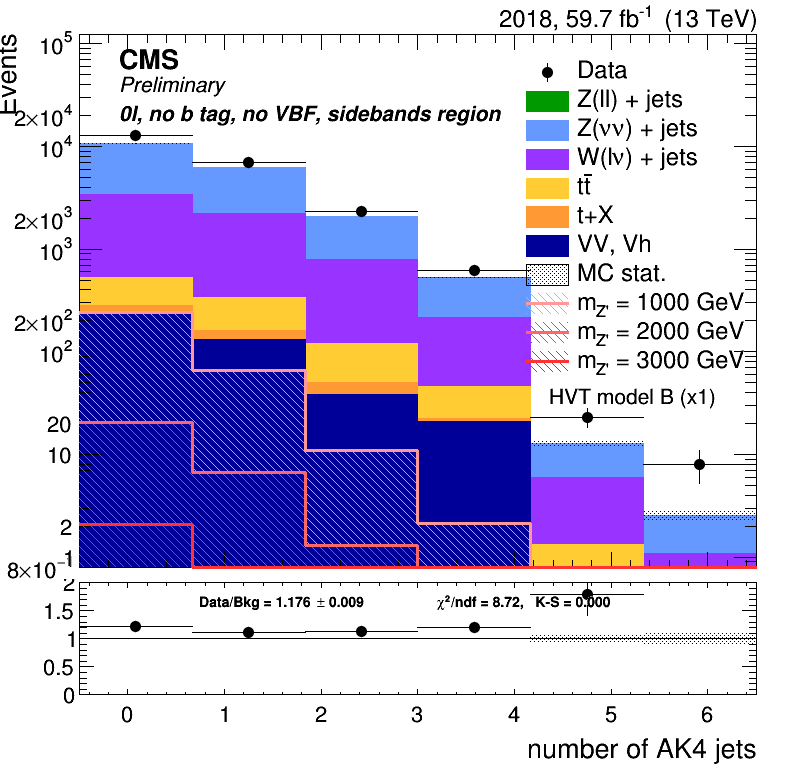 2018, 59.7 fb⁻¹ (13 TeV)
Events
10⁵
2×10⁴
10⁴
2×10³
10³
2×10²
10²
20
10
2
8×10⁻¹
CMS
Preliminary
0l, no b tag, no VBF, sidebands region
Data
Z(ll) + jets
Z(νν) + jets
W(lν) + jets
tt̄
t+X
VV, Vh
MC stat.
m_Z' = 1000 GeV
m_Z' = 2000 GeV
m_Z' = 3000 GeV
HVT model B (x1)
2
1.5
1
0.5
0
Data/Bkg = 1.176 ± 0.009
χ²/ndf = 8.72, K-S = 0.000
0 1 2 3 4 5 6
number of AK4 jets